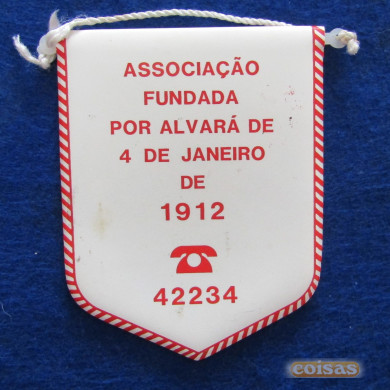 ASSOCIAÇÃO
FUNDADA
POR ALVARÁ DE
4 DE JANEIRO
DE
1912
42234
coisas